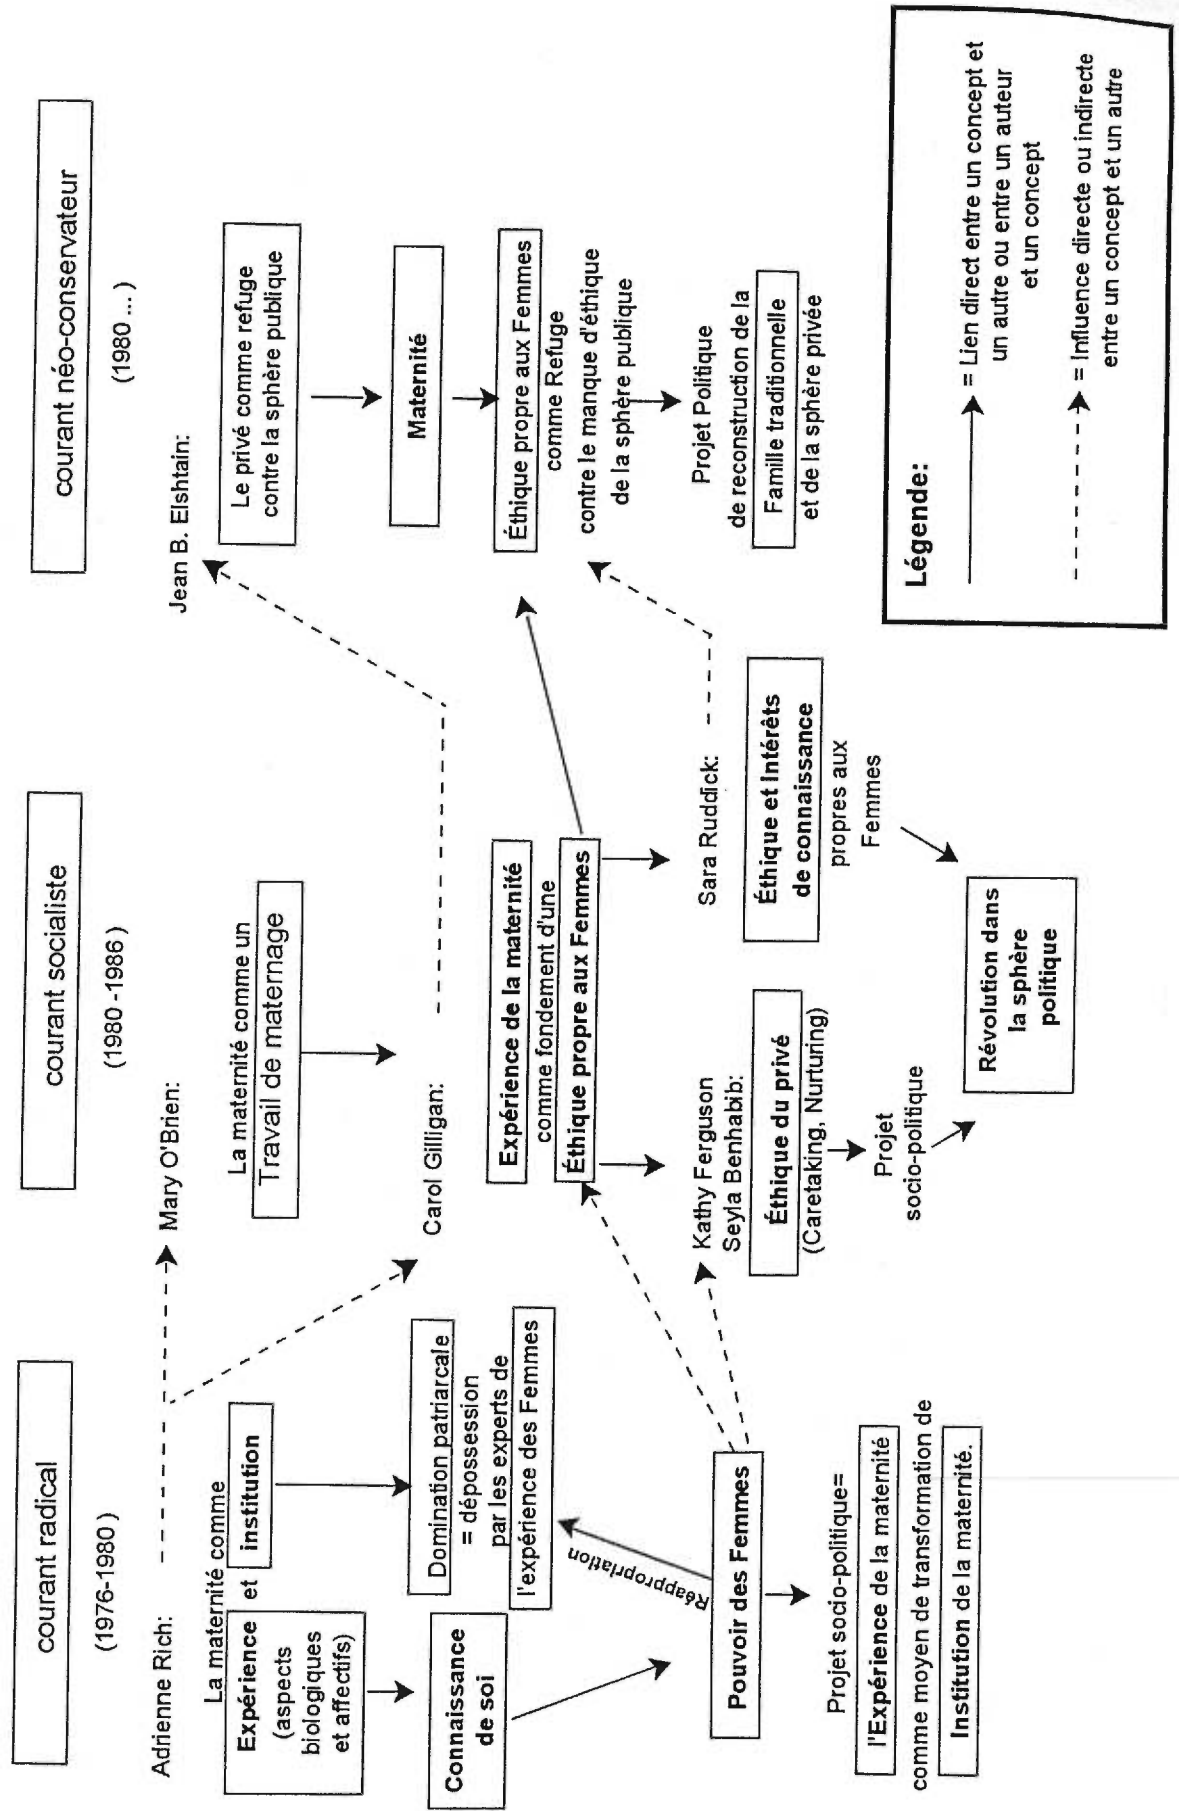 courant radical
(1976-1980)
Adrienne Rich:
La maternité comme
Expérience et institution
(aspects
biologiques
et affectifs)
Connaissance
de soi
Domination patriarcale
= dépossession
par les experts de
l'expérience des Femmes
Réappropriation
Pouvoir des Femmes
Projet socio-politique=
l'Expérience de la maternité
comme moyen de transformation de
Institution de la maternité.
courant socialiste
(1980 -1986 )
Mary O'Brien:
La maternité comme un
Travail de maternage
Carol Gilligan:
Expérience de la maternité
comme fondement d'une
Éthique propre aux Femmes
Kathy Ferguson
Seyla Benhabib:
Éthique du privé
(Caretaking, Nurturing)
Projet
socio-politique
Sara Ruddick:
Éthique et Intérêts
de connaissance
propres aux
Femmes
Révolution dans
la sphère
politique
courant néo-conservateur
(1980 ... )
Jean B. Elshtain:
Le privé comme refuge
contre la sphère publique
Maternité
Éthique propre aux Femmes
comme Refuge
contre le manque d'éthique
de la sphère publique
Projet Politique
de reconstruction de la
Famille traditionnelle
et de la sphère privée
Légende:
= Lien direct entre un concept et
un autre ou entre un auteur
et un concept
= Influence directe ou indirecte
entre un concept et un autre